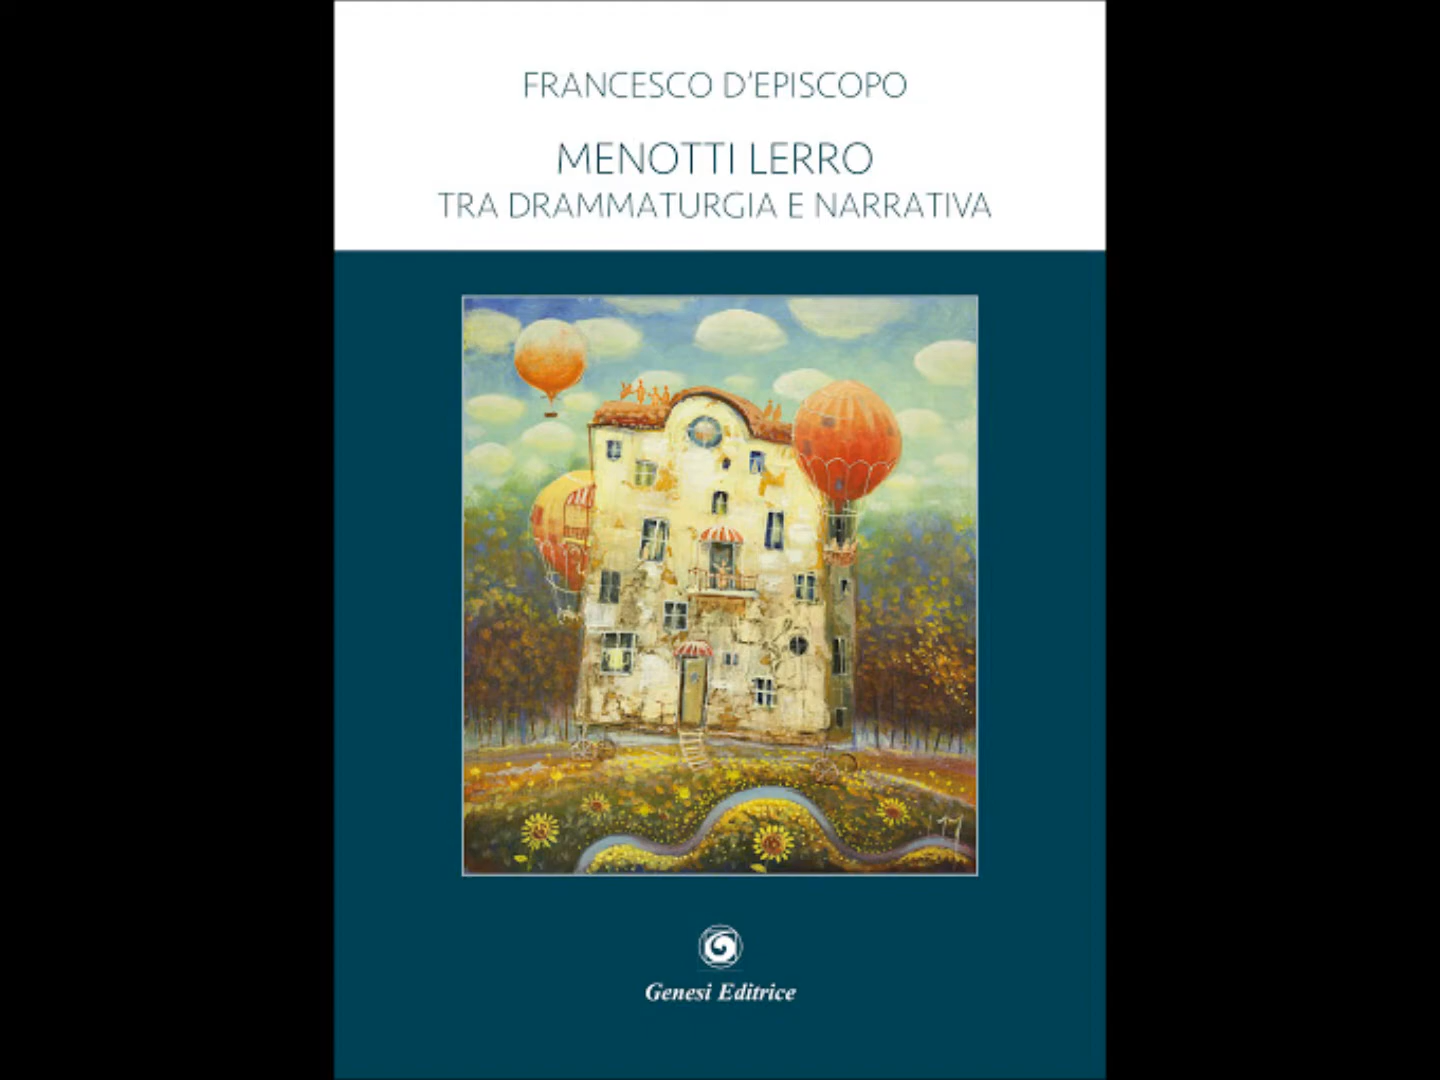 FRANCESCO D'EPISCOPO
MENOTTI LERRO
TRA DRAMMATURGIA E NARRATIVA
Genesi Editrice